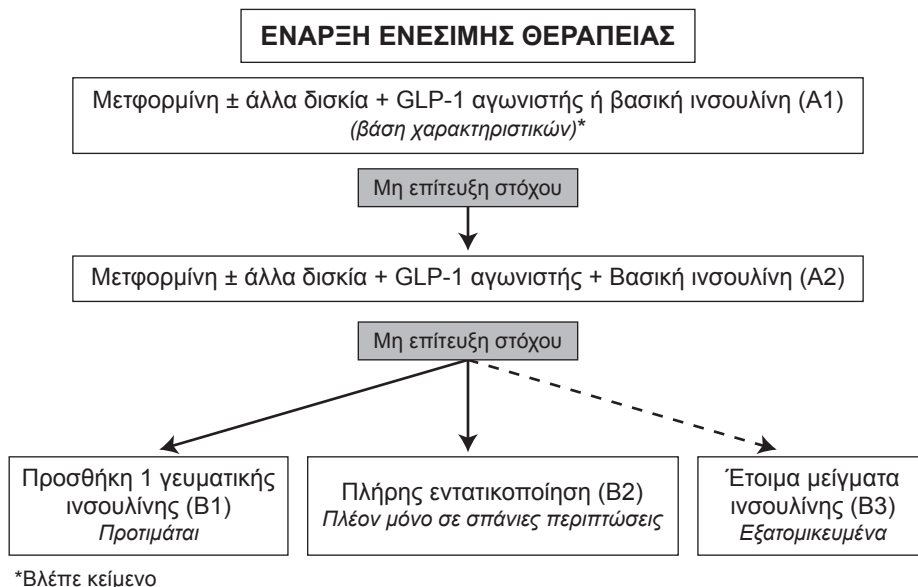 ΕΝΑΡΞΗ ΕΝΕΣΙΜΗΣ ΘΕΡΑΠΕΙΑΣ
Μετφορμίνη ± άλλα δισκία + GLP-1 αγωνιστής ή βασική ινσουλίνη (Α1)
(βάση χαρακτηριστικών)*
Μη επίτευξη στόχου
Μετφορμίνη ± άλλα δισκία + GLP-1 αγωνιστής + Βασική ινσουλίνη (Α2)
Μη επίτευξη στόχου
Προσθήκη 1 γευματικής
ινσουλίνης (Β1)
Προτιμάται
Πλήρης εντατικοποίηση (Β2)
Πλέον μόνο σε σπάνιες περιπτώσεις
Έτοιμα μείγματα
ινσουλίνης (Β3)
Εξατομικευμένα
*Βλέπε κείμενο